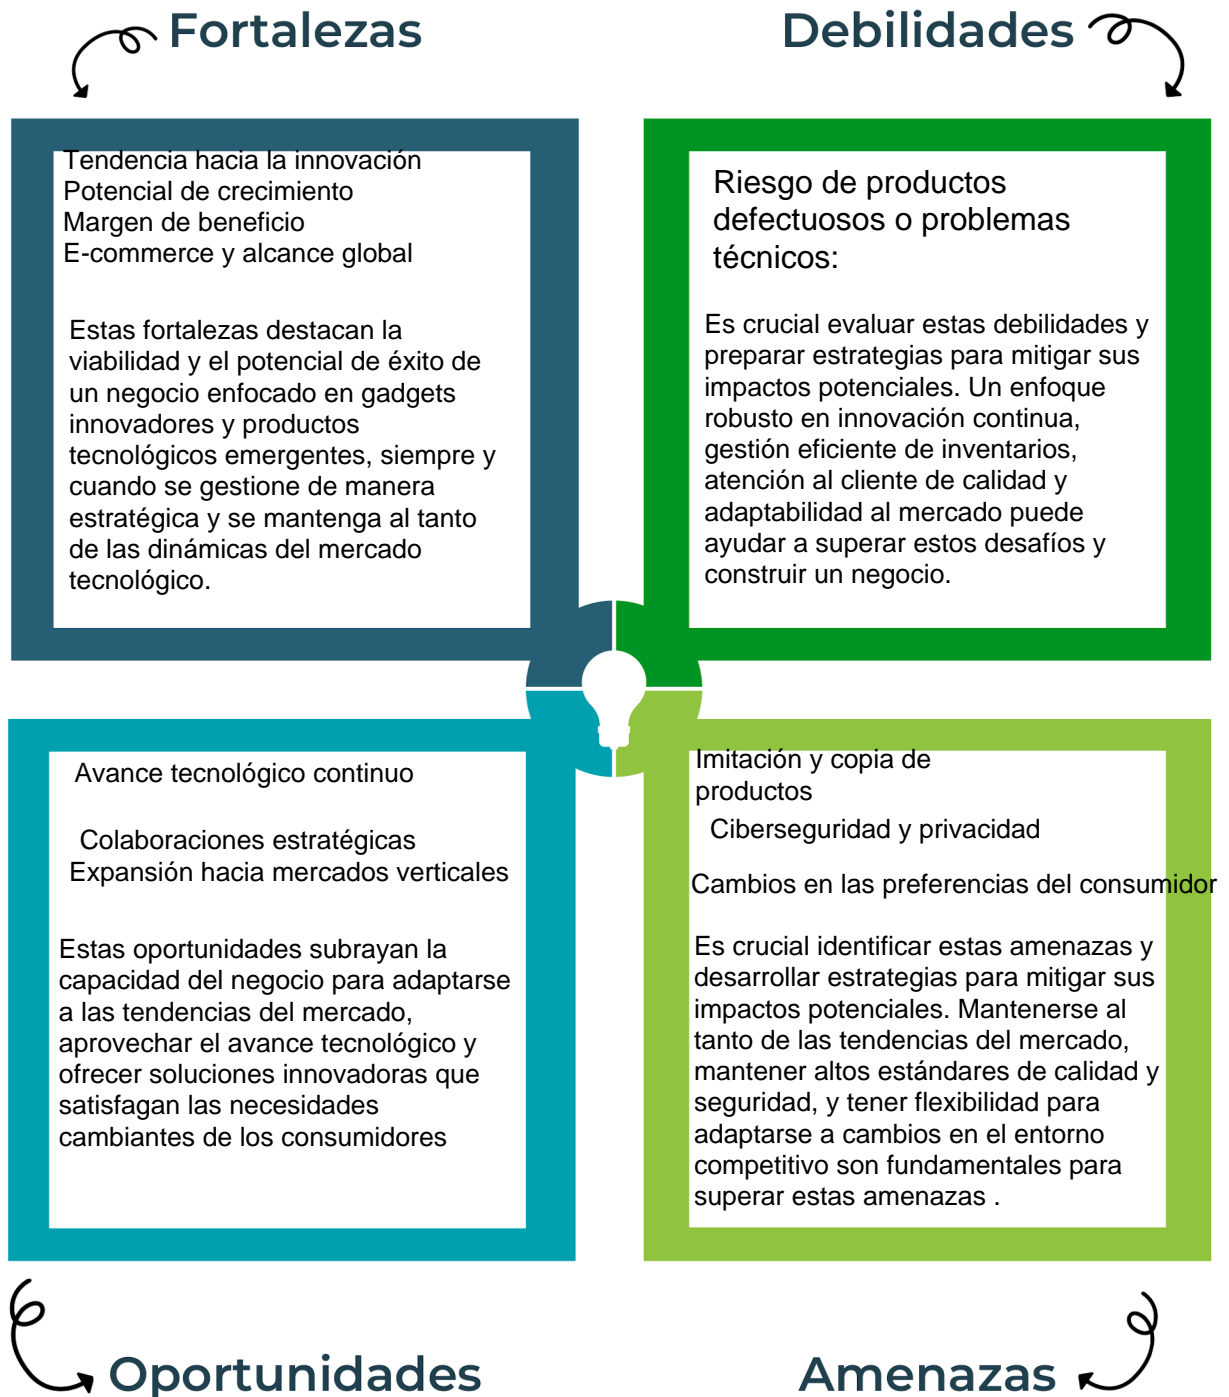 Fortalezas
Tendencia hacia la innovación
Potencial de crecimiento
Margen de beneficio
E-commerce y alcance global
Estas fortalezas destacan la
viabilidad y el potencial de éxito de
un negocio enfocado en gadgets
innovadores y productos
tecnológicos emergentes, siempre y
cuando se gestione de manera
estratégica y se mantenga al tanto
de las dinámicas del mercado
tecnológico.
Debilidades
Riesgo de productos
defectuosos o problemas
técnicos:
Es crucial evaluar estas debilidades y
preparar estrategias para mitigar sus
impactos potenciales. Un enfoque
robusto en innovación continua,
gestión eficiente de inventarios,
atención al cliente de calidad y
adaptabilidad al mercado puede
ayudar a superar estos desafíos y
construir un negocio.
Avance tecnológico continuo
Colaboraciones estratégicas
Expansión hacia mercados verticales
Estas oportunidades subrayan la
capacidad del negocio para adaptarse
a las tendencias del mercado,
aprovechar el avance tecnológico y
ofrecer soluciones innovadoras que
satisfagan las necesidades
cambiantes de los consumidores
Oportunidades
Imitación y copia de
productos
Ciberseguridad y privacidad
Cambios en las preferencias del consumidor
Es crucial identificar estas amenazas y
desarrollar estrategias para mitigar sus
impactos potenciales. Mantenerse al
tanto de las tendencias del mercado,
mantener altos estándares de calidad y
seguridad, y tener flexibilidad para
adaptarse a cambios en el entorno
competitivo son fundamentales para
superar estas amenazas .
Amenazas